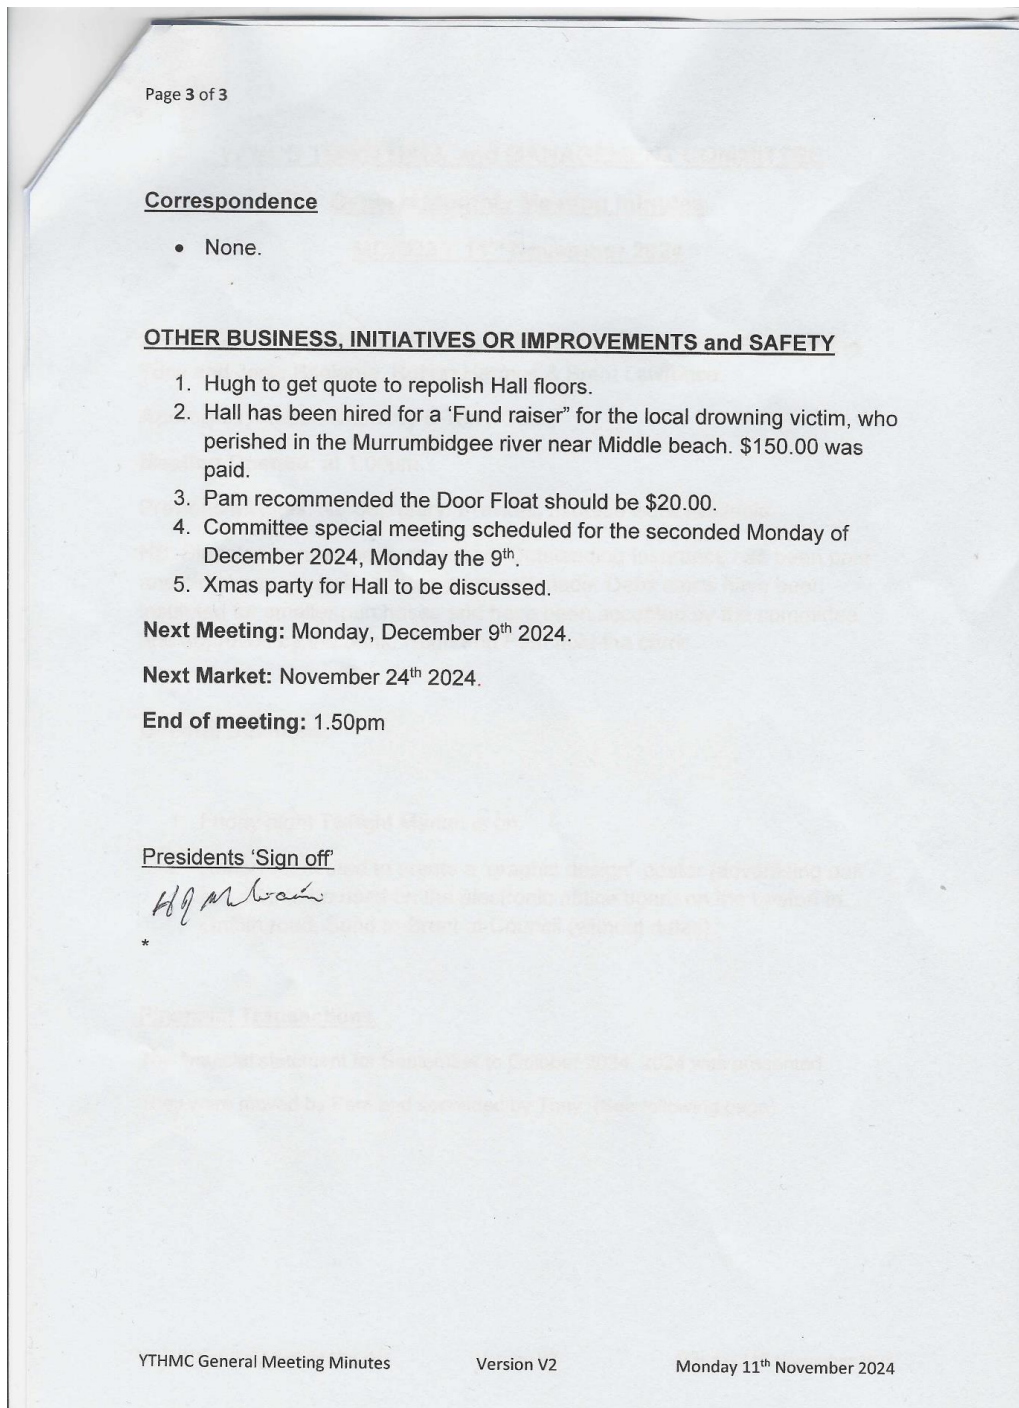 Page 3 of 3
Correspondence
• None.
OTHER BUSINESS, INITIATIVES OR IMPROVEMENTS and SAFETY
1. Hugh to get quote to repolish Hall floors.
2. Hall has been hired for a ‘Fund raiser” for the local drowning victim, who
perished in the Murrumbidgee river near Middle beach. $150.00 was
paid.
3. Pam recommended the Door Float should be $20.00.
4. Committee special meeting scheduled for the seconded Monday of
December 2024, Monday the 9th.
5. Xmas party for Hall to be discussed.
Next Meeting: Monday, December 9th 2024.
Next Market: November 24th 2024.
End of meeting: 1.50pm
Presidents ‘Sign off’
*
YTHMC General Meeting Minutes Version V2 Monday 11th November 2024